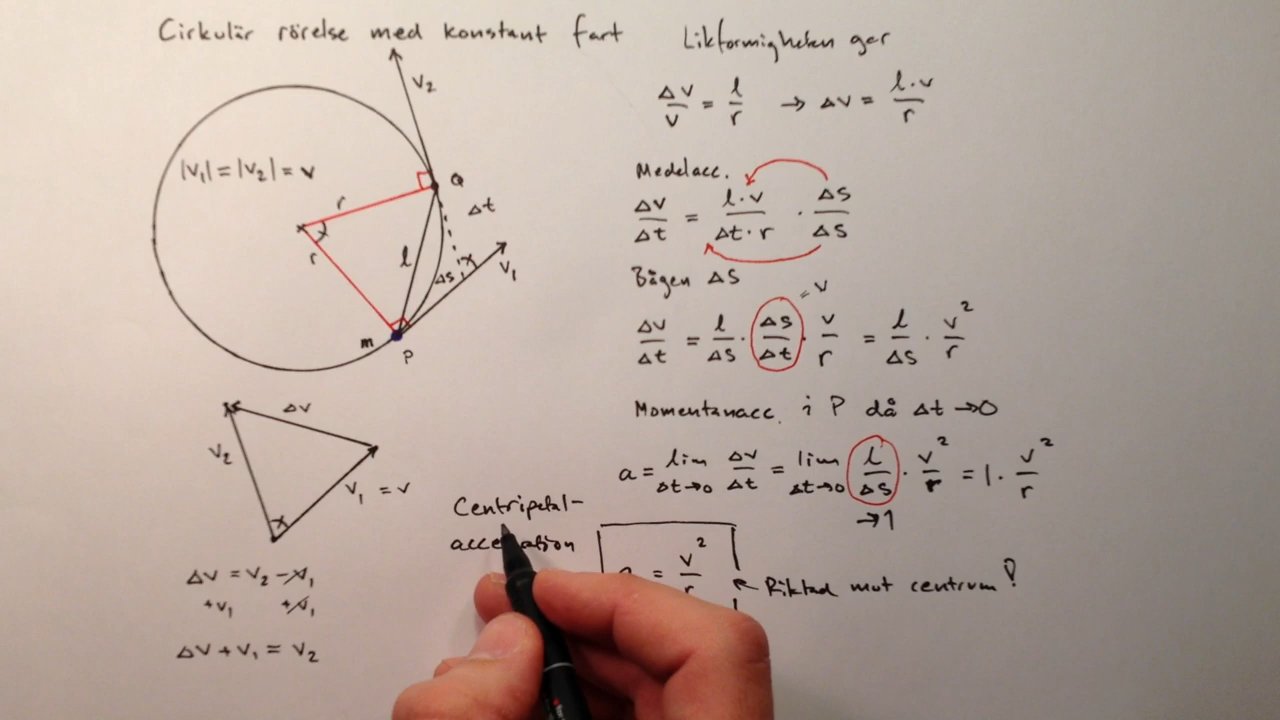 Cirkulär rörelse med konstant fart
V₂
|V₁| = |V₂| = v
r
Q
Δt
r
l
Δs
V₁
m
P
Δv
V₂
V₁ = v
Δv = V₂ - V₁
+V₁ +V₁
Δv + V₁ = V₂
Likformigheten ger
Δv/v = l/r → Δv = l·v/r
Medelacc.
Δv/Δt = l·v/Δt·r · Δs/Δs
Bågen Δs
= v
Δv/Δt = l/Δs · Δs/Δt · v/r = l/Δs · v²/r
Momentanacc. i P då Δt → 0
a = lim Δt→0 Δv/Δt = lim Δt→0 l/Δs · v²/r = 1 · v²/r
→ 1
Centripetal-
= v²/r
Riktad mot centrum!